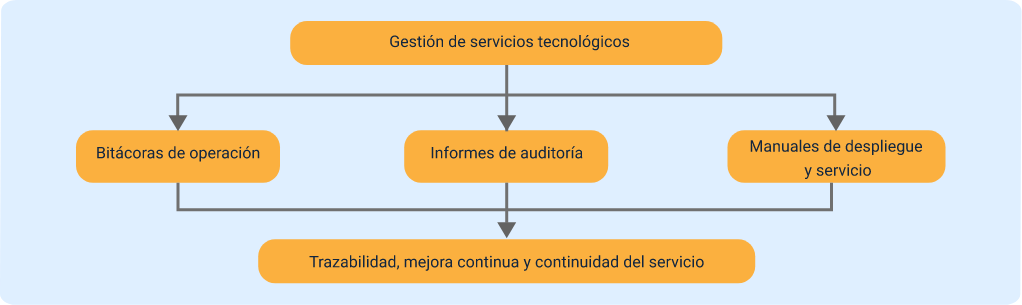 Gestión de servicios tecnológicos
Bitácoras de operación
Informes de auditoría
Manuales de despliegue
y servicio
Trazabilidad, mejora continua y continuidad del servicio